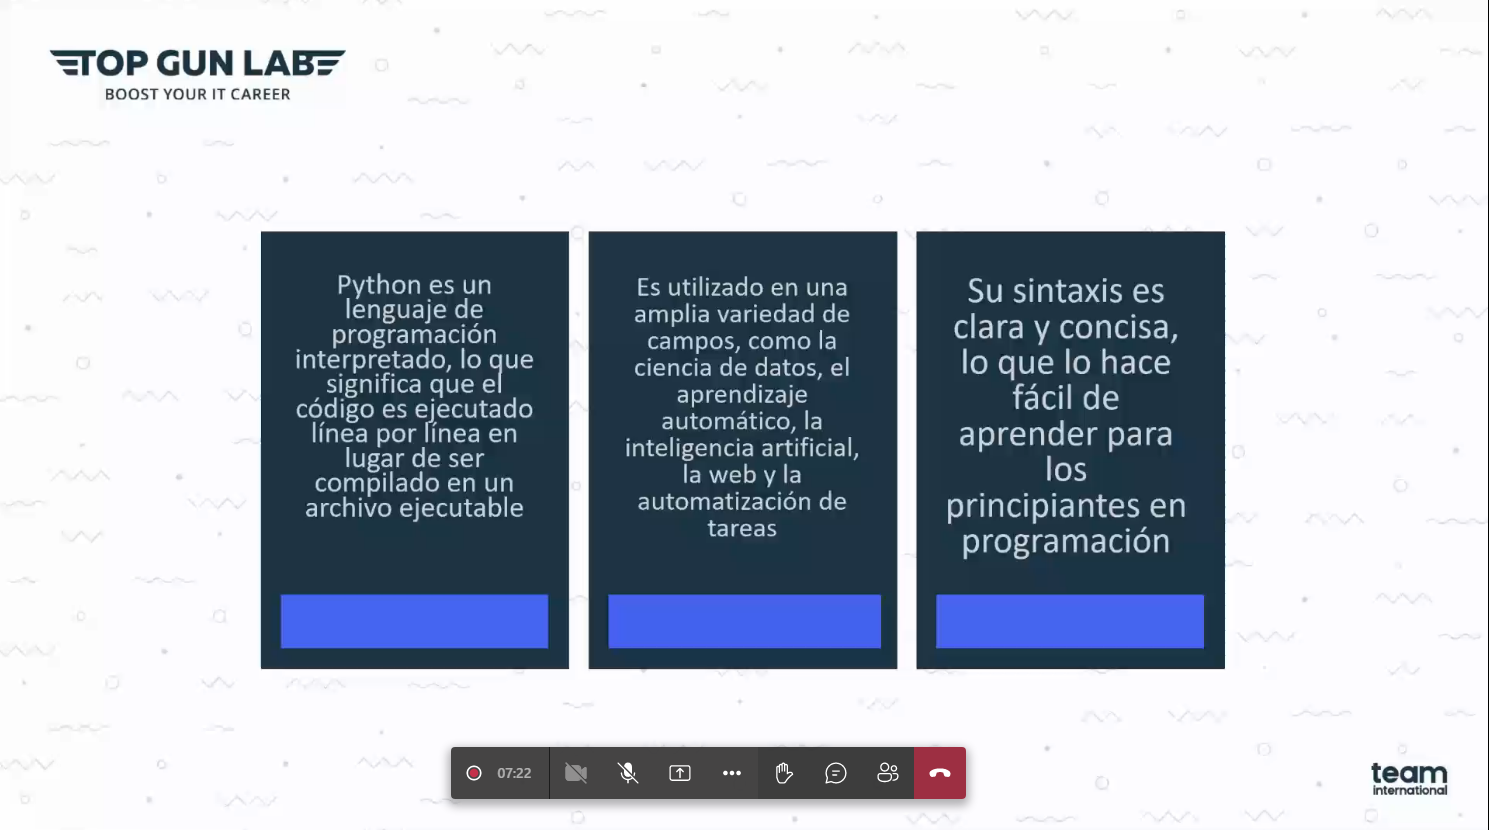 TOP GUN LAB
BOOST YOUR IT CAREER
Python es un
lenguaje de
programación
interpretado, lo que
significa que el
código es ejecutado
línea por línea en
lugar de ser
compilado en un
archivo ejecutable
Es utilizado en una
amplia variedad de
campos, como la
ciencia de datos, el
aprendizaje
automático, la
inteligencia artificial,
la web y la
automatización de
tareas
Su sintaxis es
clara y concisa,
lo que lo hace
fácil de
aprender para
los
principiantes en
programación
07:22
team
international